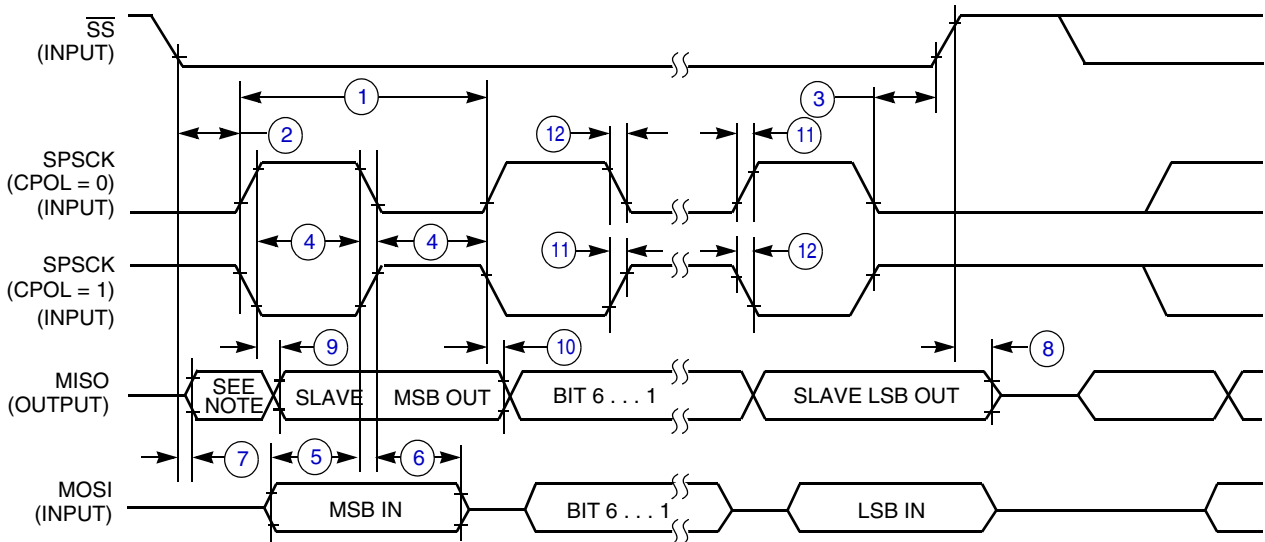 SS
(INPUT)
1
3
2
12
11
SPSCK
(CPOL = 0)
(INPUT)
4
4
SPSCK
(CPOL = 1)
(INPUT)
11
12
9
10
8
MISO
(OUTPUT)
SEE
NOTE
SLAVE
MSB OUT
BIT 6 . . . 1
SLAVE LSB OUT
7
5
6
MOSI
(INPUT)
MSB IN
BIT 6 . . . 1
LSB IN